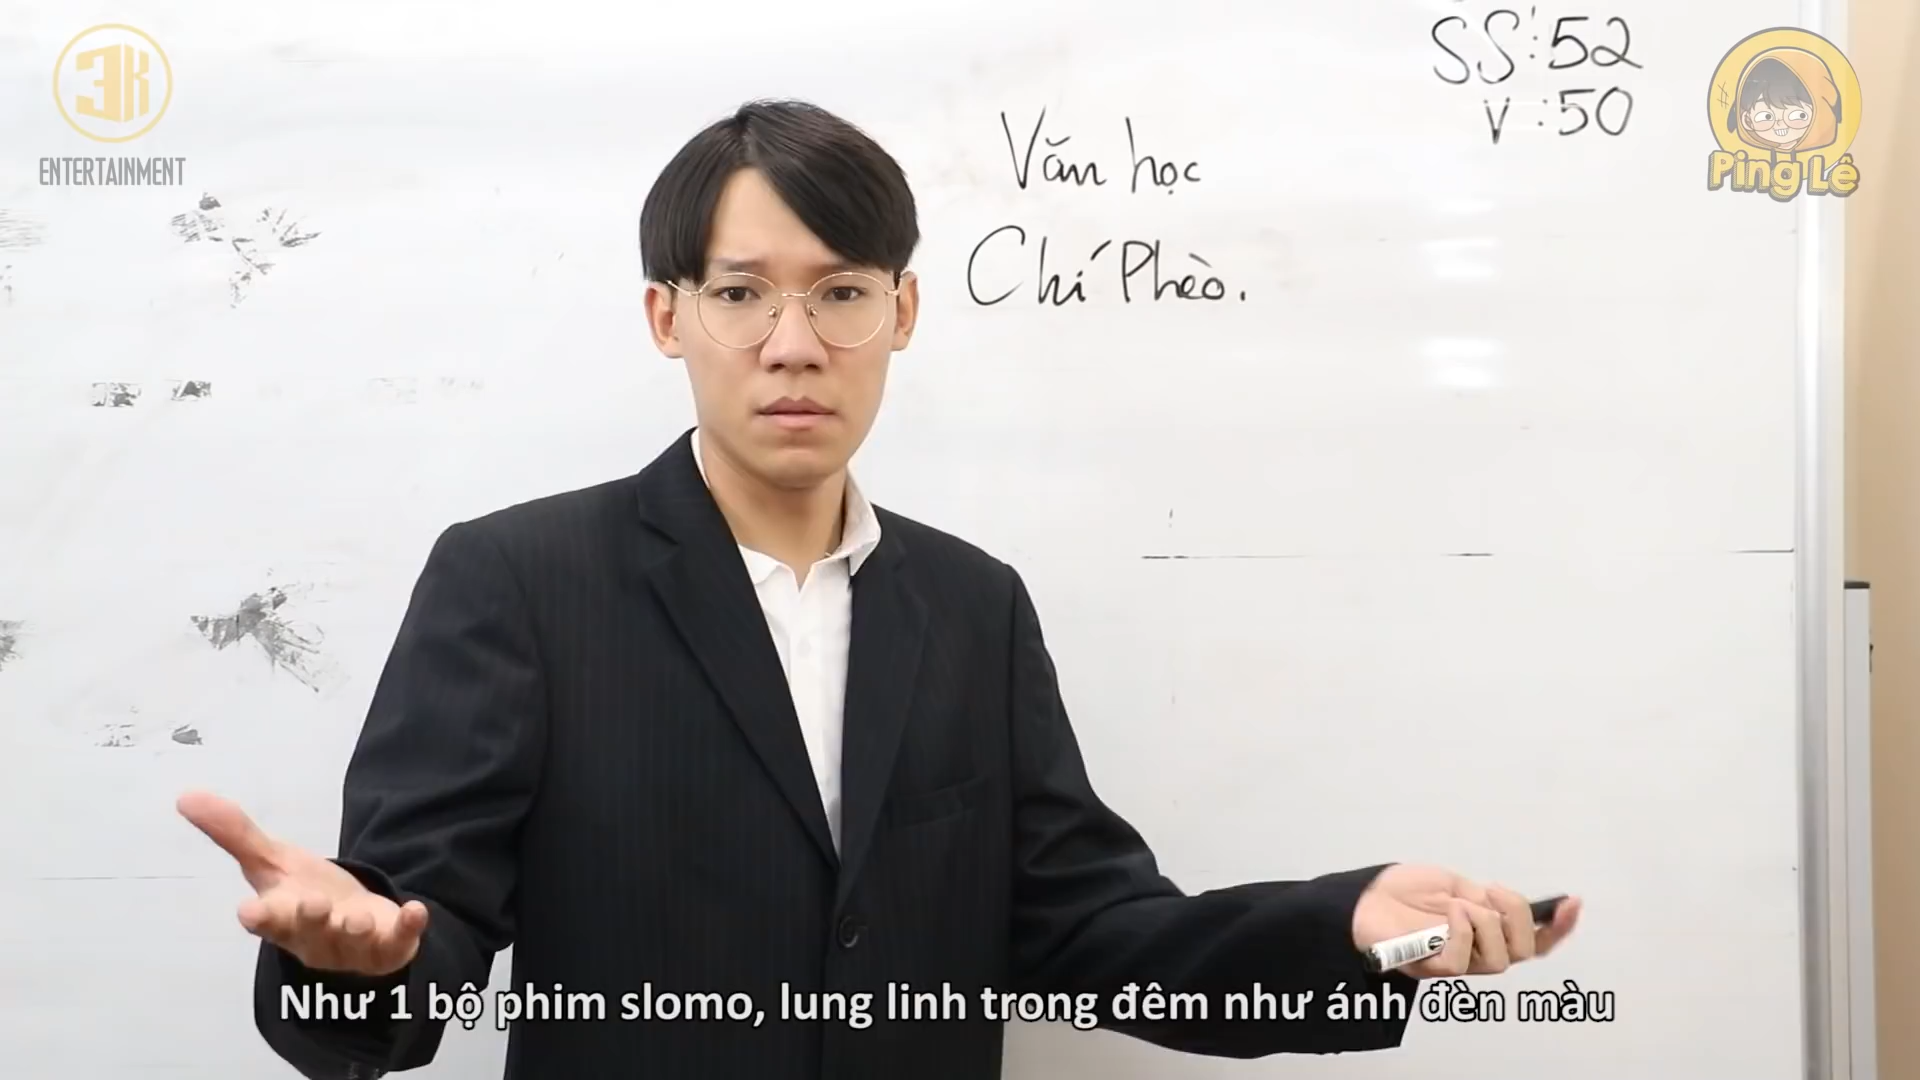 3K
ENTERTAINMENT
SS: 52
v: 50
Ping Lê
Văn học
Chí Phèo.
Như 1 bộ phim slomo, lung linh trong đêm như ánh đèn màu